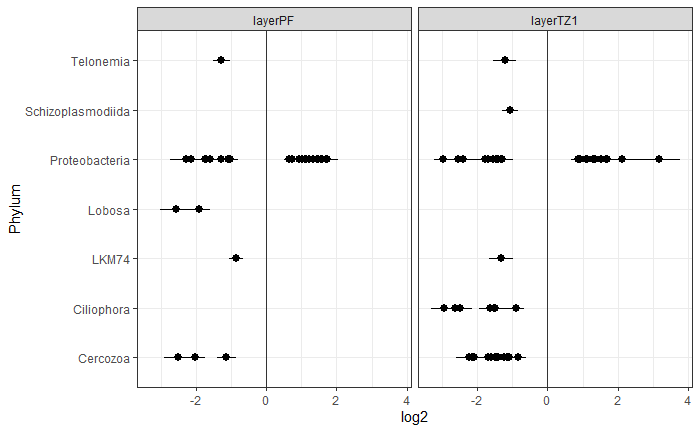 layerPF
layerTZ1
Telonemia
Schizoplasmodiida
Proteobacteria
Lobosa
LKM74
Ciliophora
Cercozoa
Phylum
-2 0 2 4
-2 0 2 4
log2